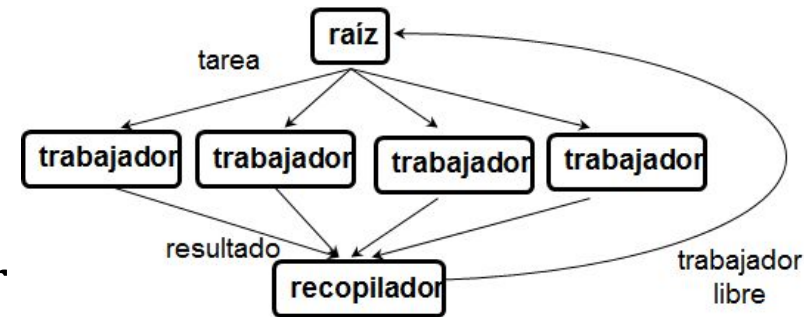 raíz
tarea
trabajador
trabajador
trabajador
trabajador
resultado
recopilador
trabajador
libre